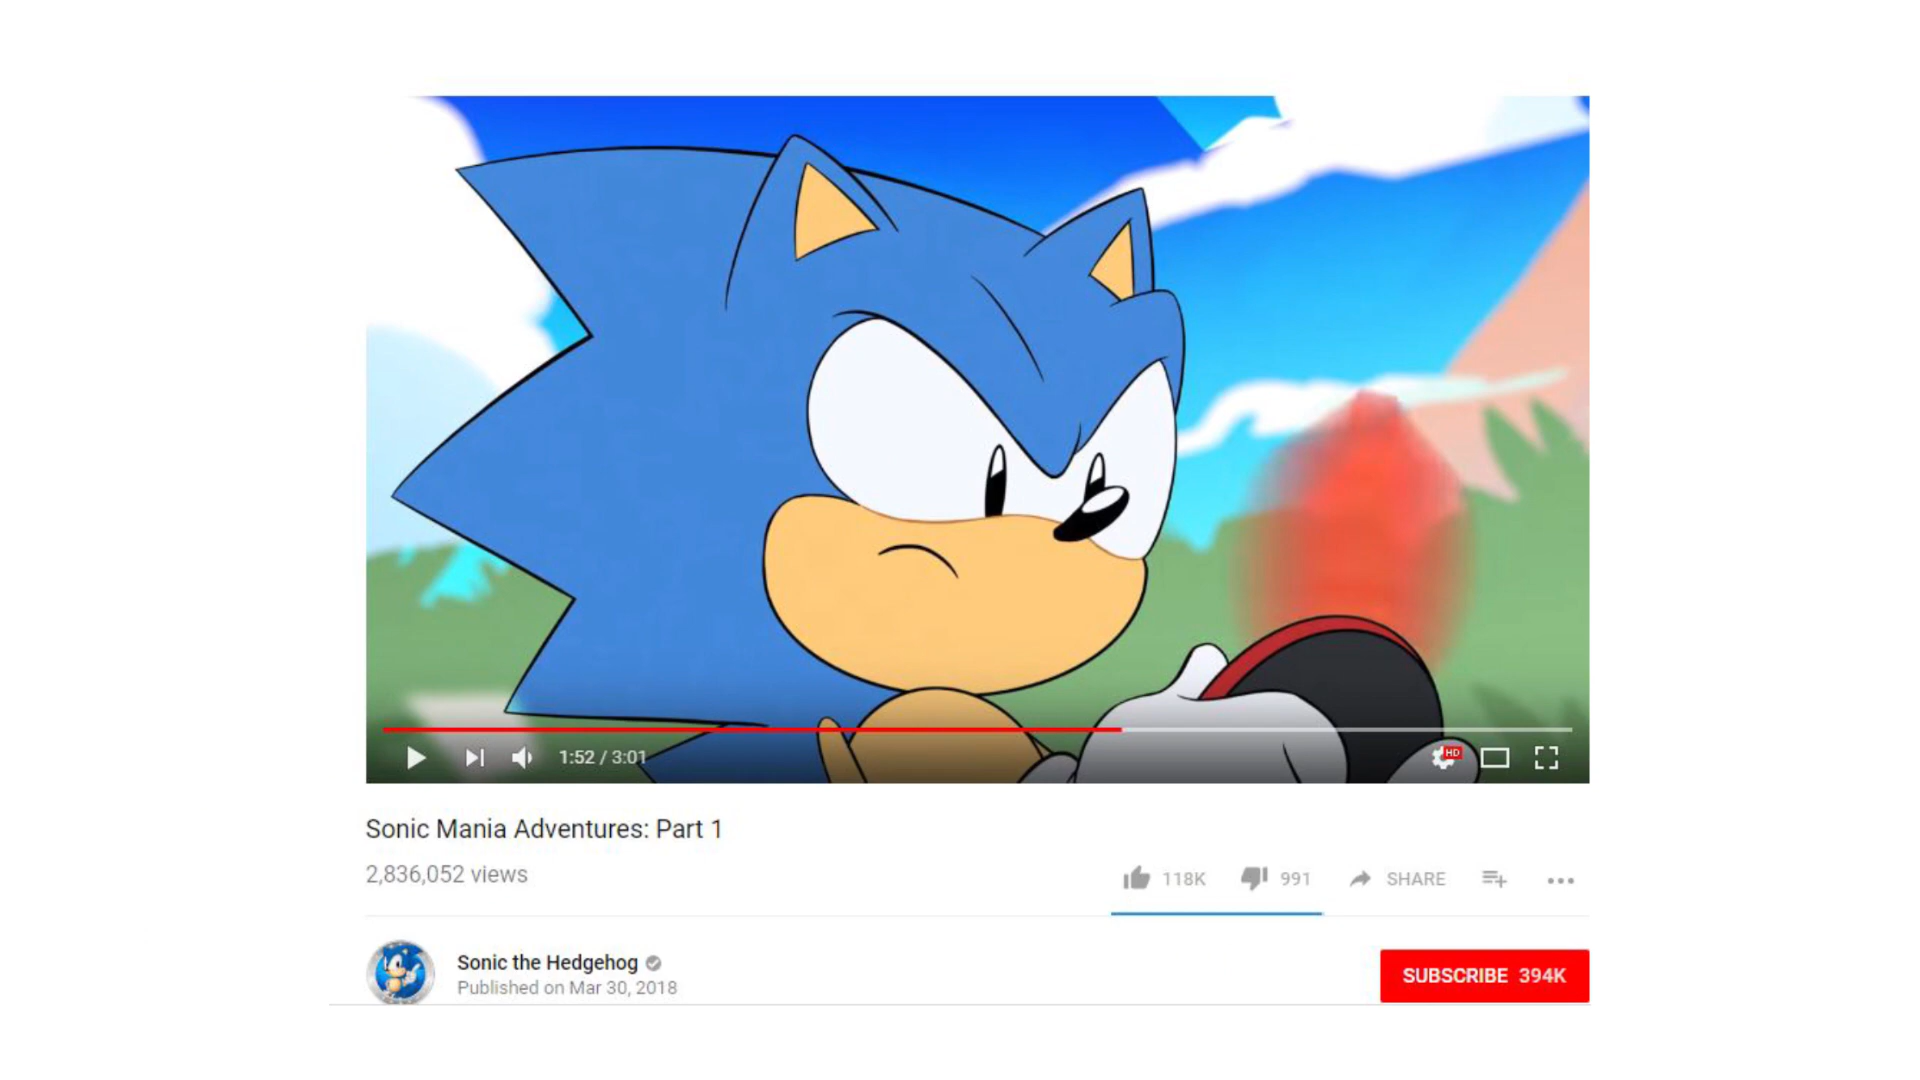 1:52 / 3:01
HD
Sonic Mania Adventures: Part 1
2,836,052 views
118K
991
SHARE
Sonic the Hedgehog
Published on Mar 30, 2018
SUBSCRIBE 394K